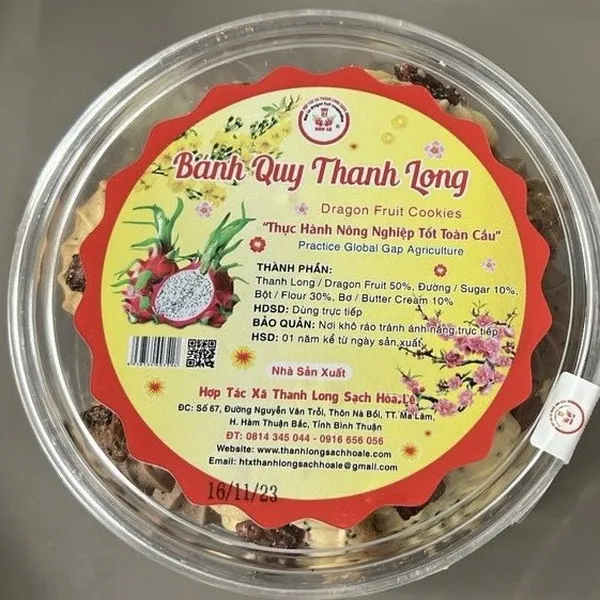 Bánh Quy Thanh Long
Dragon Fruit Cookies
"Thực Hành Nông Nghiệp Tốt Toàn Cầu"
Practice Global Gap Agriculture
THÀNH PHẦN:
Thanh Long / Dragon Fruit 50%, Đường / Sugar 10%,
Bột / Flour 30%, Bơ / Butter Cream 10%
HDSD: Dùng trực tiếp
BẢO QUẢN: Nơi khô ráo tránh ánh nắng trực tiếp
HSD: 01 năm kể từ ngày sản xuất
Nhà Sản Xuất
Hợp Tác Xã Thanh Long Sạch Hòa Lệ
ĐC: Số 67, Đường Nguyễn Văn Trỗi, Thôn Nà Bồi, TT. Ma Lâm,
H. Hàm Thuận Bắc, Tỉnh Bình Thuận
ĐT: 0814 345 044 - 0916 656 056
Website: www.thanhlongsachhoale.com
Email: htxthanhlongsachhoale@gmail.com
16/11/23